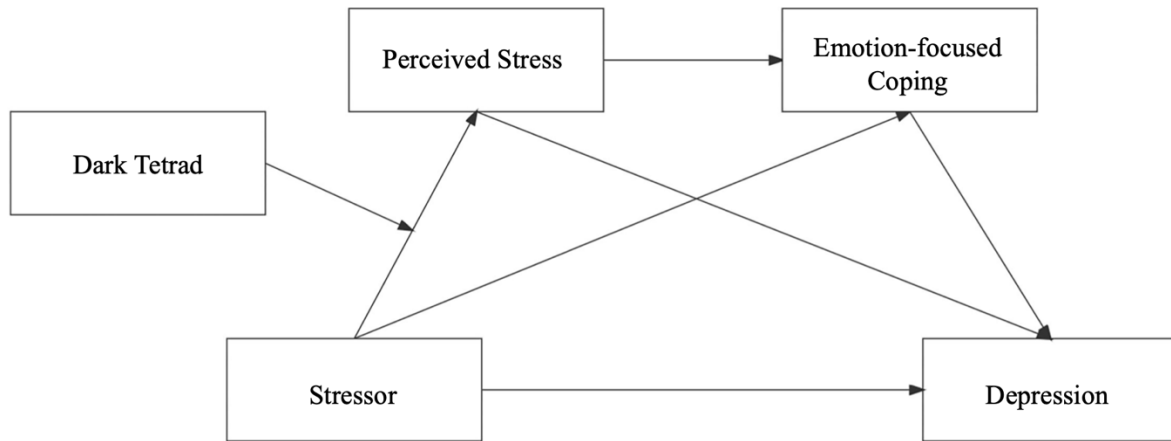 Perceived Stress
Emotion-focused
Coping
Dark Tetrad
Stressor
Depression